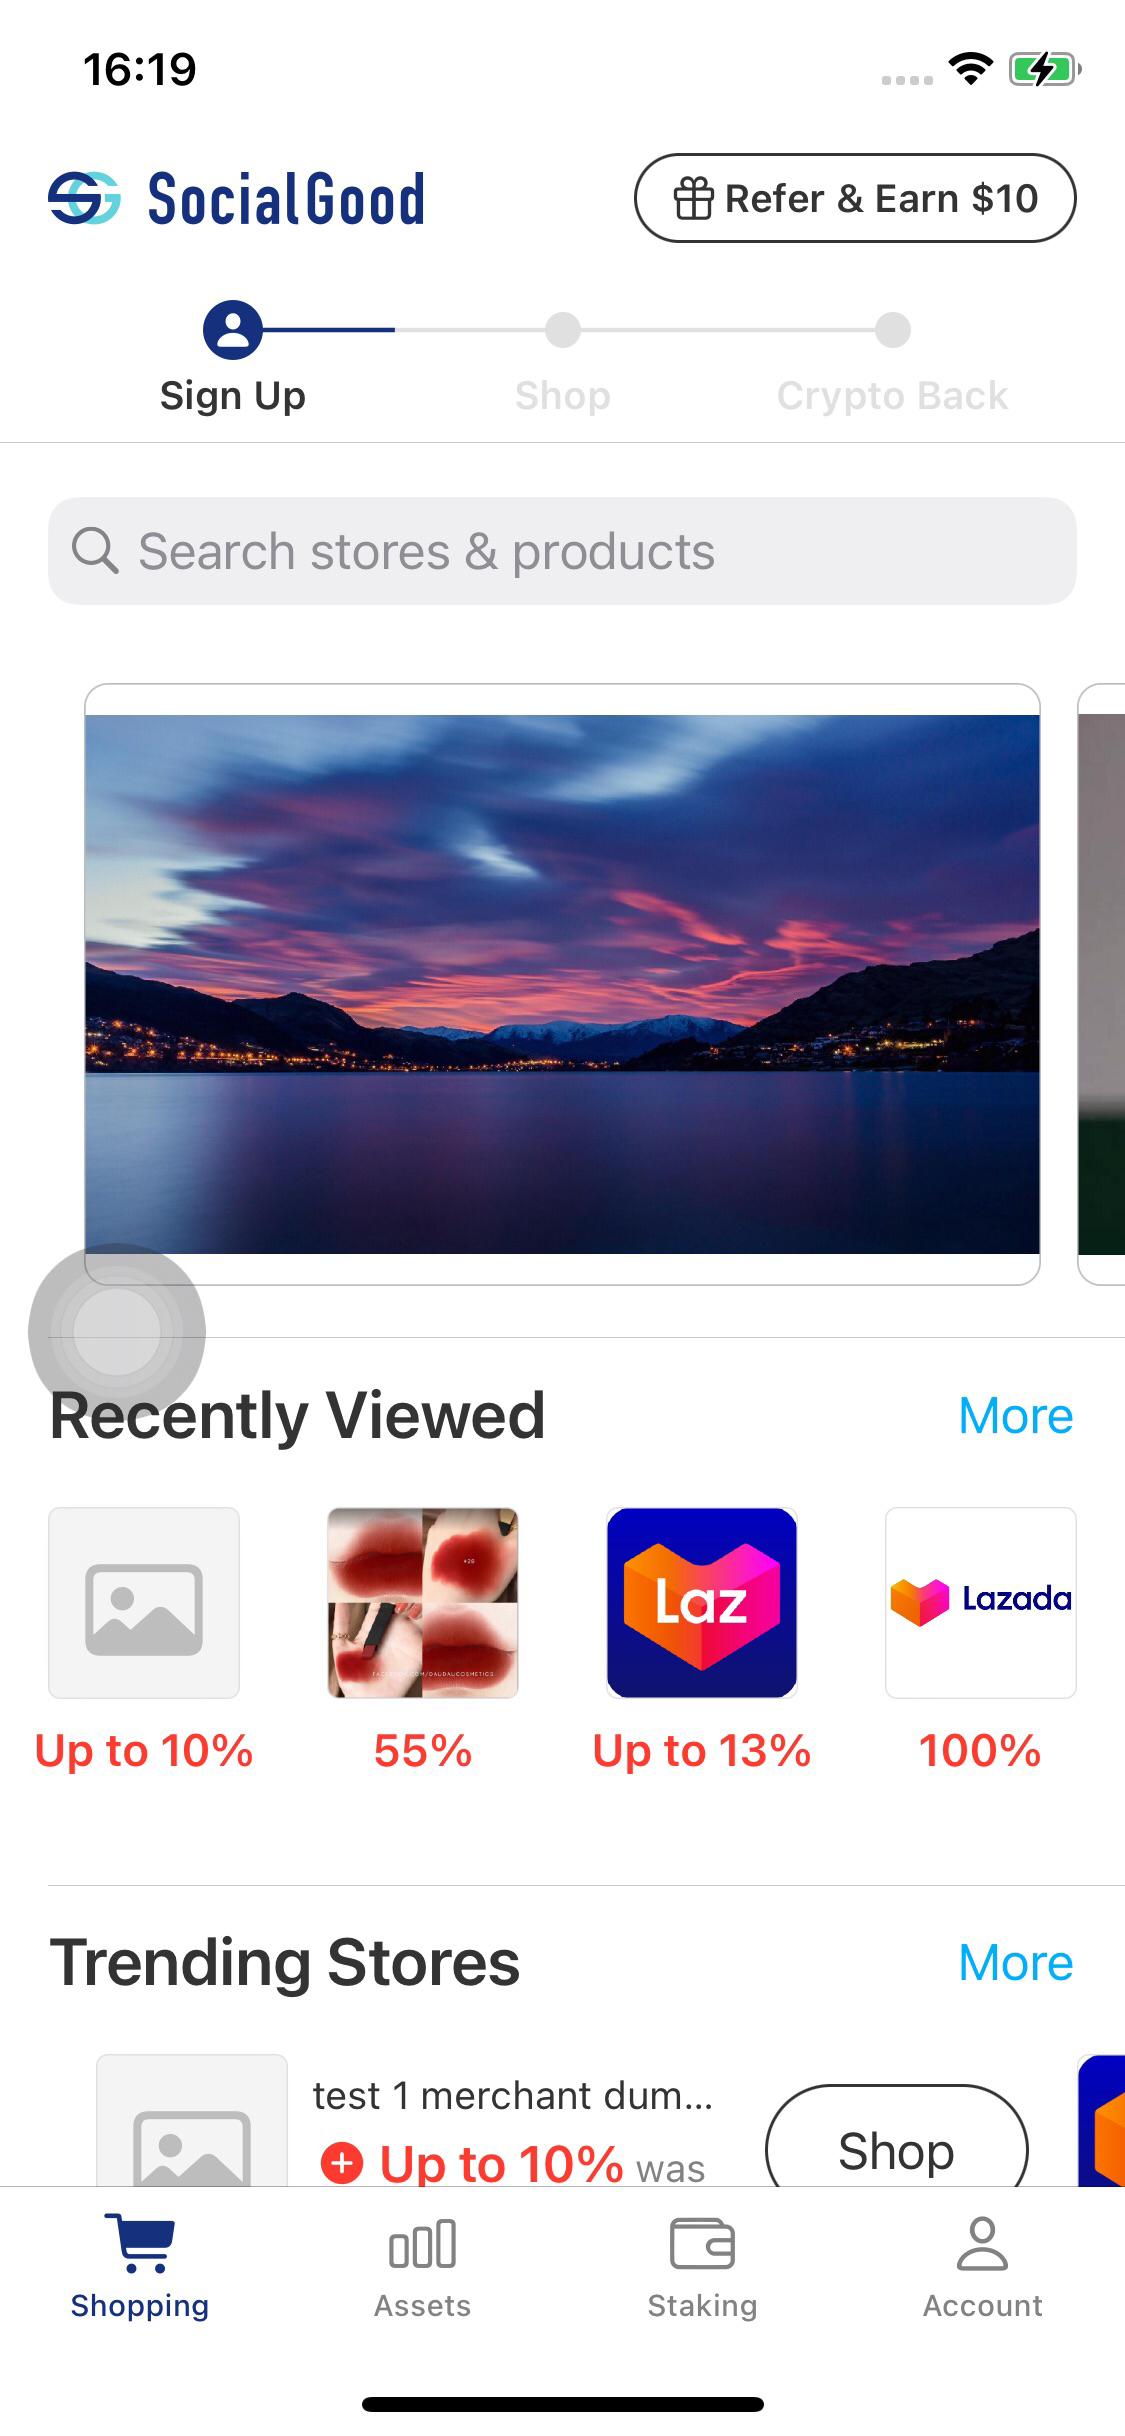 16:19
SocialGood
Refer & Earn $10
Sign Up
Shop
Crypto Back
Search stores & products
Recently Viewed
More
Laz
Lazada
Up to 10%
55%
Up to 13%
100%
Trending Stores
More
test 1 merchant dum...
Up to 10% was
Shop
Shopping
Assets
Staking
Account